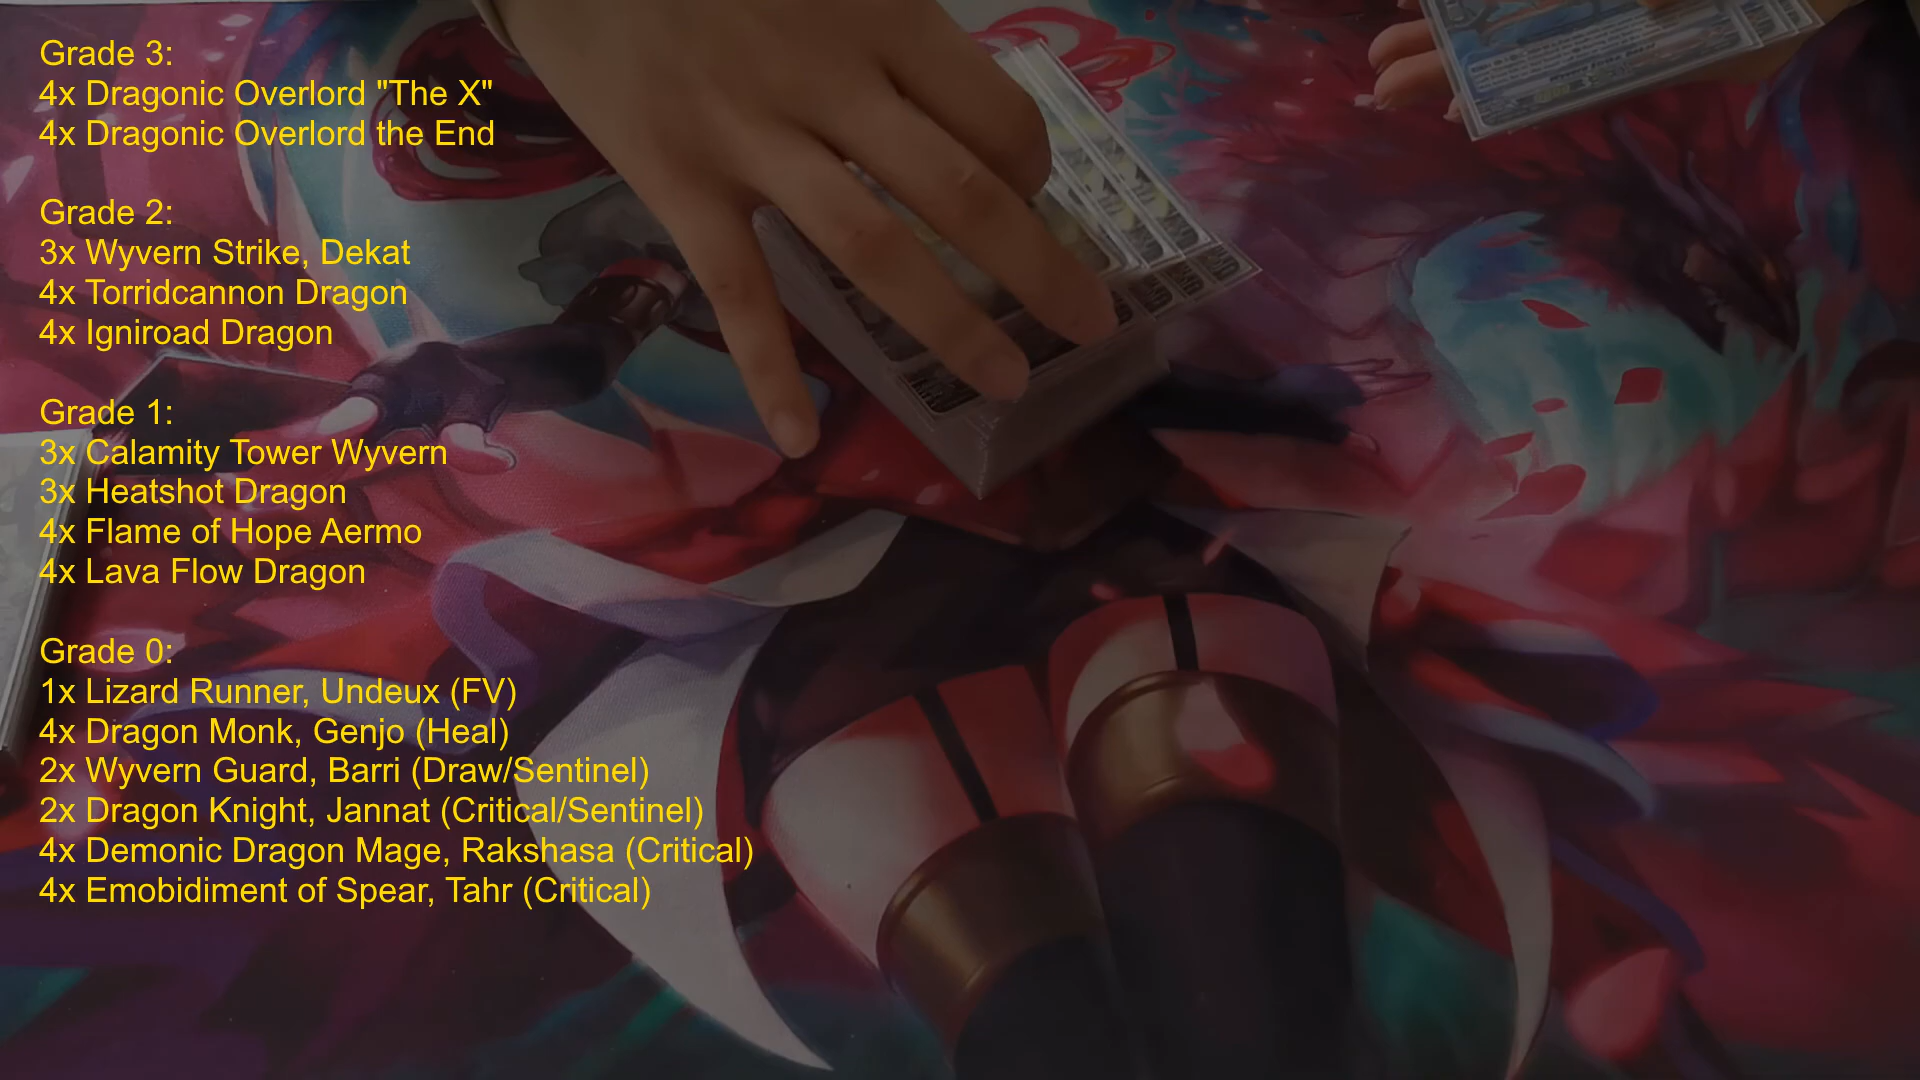 Grade 3:
4x Dragonic Overlord "The X"
4x Dragonic Overlord the End
Grade 2:
3x Wyvern Strike, Dekat
4x Torridcannon Dragon
4x Igniroad Dragon
Grade 1:
3x Calamity Tower Wyvern
3x Heatshot Dragon
4x Flame of Hope Aermo
4x Lava Flow Dragon
Grade 0:
1x Lizard Runner, Undeux (FV)
4x Dragon Monk, Genjo (Heal)
2x Wyvern Guard, Barri (Draw/Sentinel)
2x Dragon Knight, Jannat (Critical/Sentinel)
4x Demonic Dragon Mage, Rakshasa (Critical)
4x Emobidiment of Spear, Tahr (Critical)